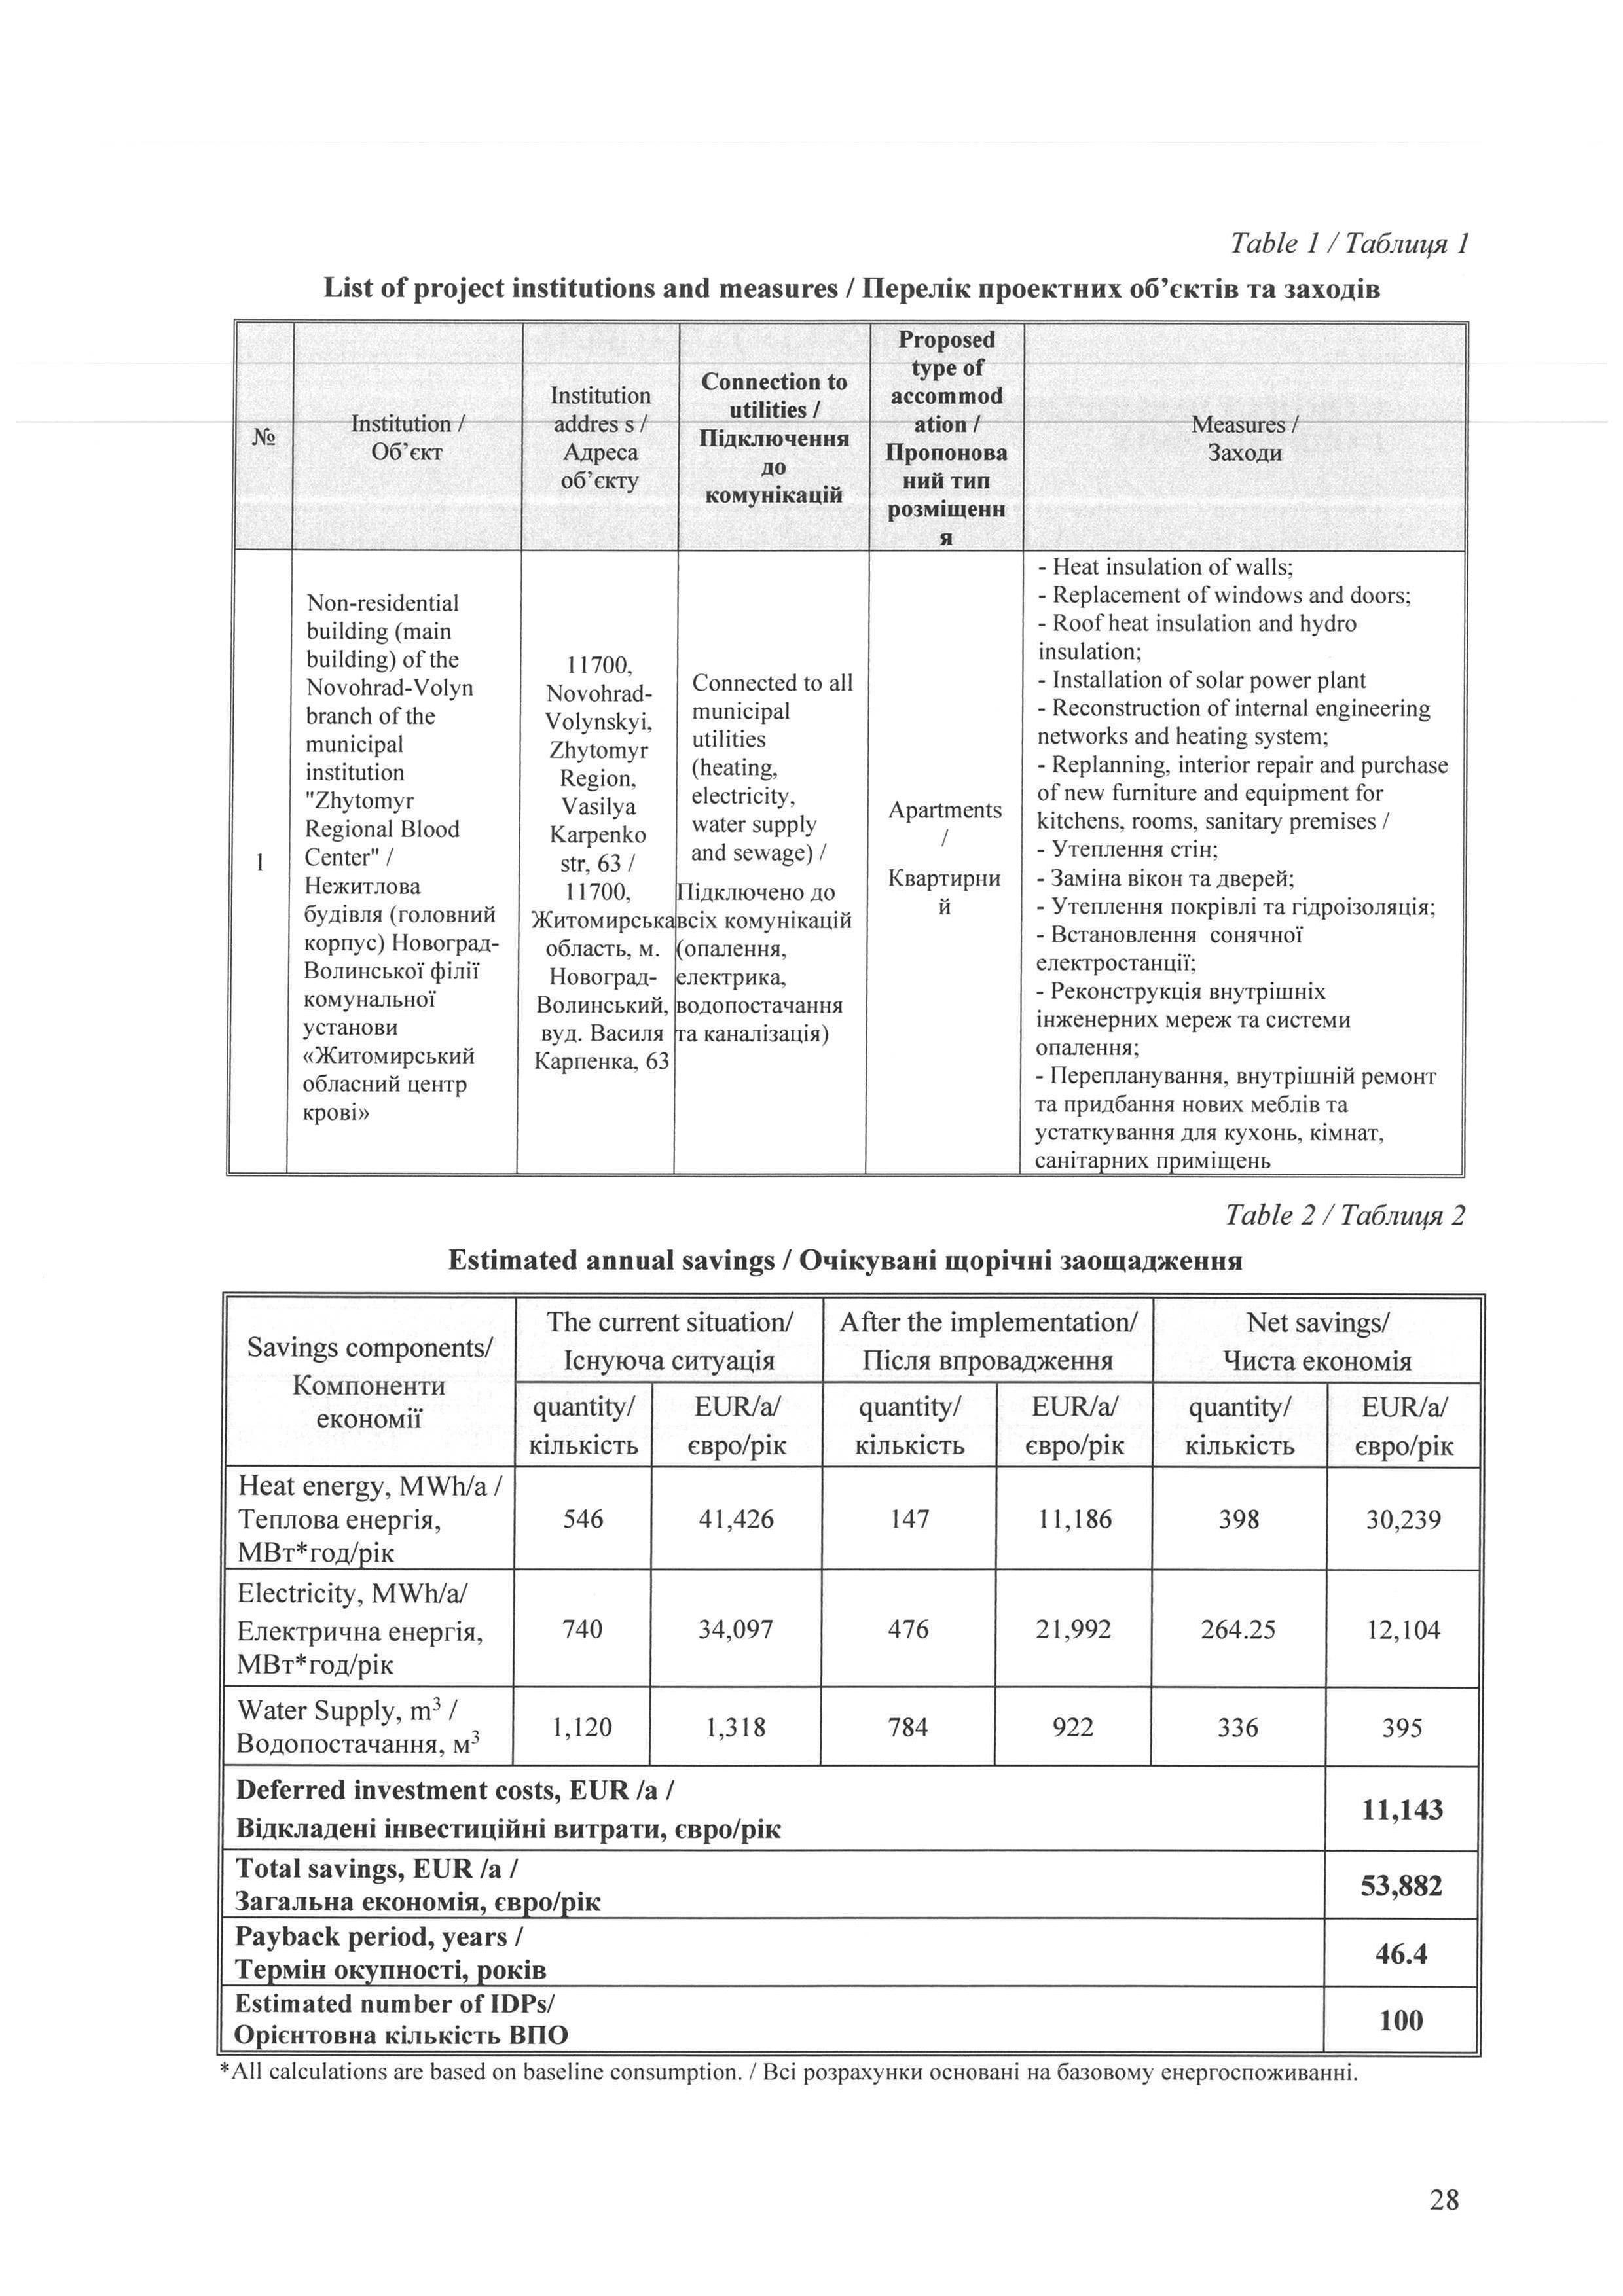 Table 1 / Таблиця 1
List of project institutions and measures / Перелік проектних об’єктів та заходів
№
Institution /
Об’єкт
Institution
addres s /
Адреса
об’єкту
Connection to
utilities /
Підключення
до
комунікацій
Proposed
type of
accommod
ation /
Пропонова
ний тип
розміщенн
я
Measures /
Заходи
1
Non-residential
building (main
building) of the
Novohrad-Volyn
branch of the
municipal
institution
"Zhytomyr
Regional Blood
Center" /
Нежитлова
будівля (головний
корпус) Новоград-
Волинської філії
комунальної
установи
«Житомирський
обласний центр
крові»
11700,
Novohrad-
Volynskyi,
Zhytomyr
Region,
Vasilya
Karpenko
str, 63 /
11700,
Житомирська
область, м.
Новоград-
Волинський,
вуд. Василя
Карпенка, 63
Connected to all
municipal
utilities
(heating,
electricity,
water supply
and sewage) /
Підключено до
всіх комунікацій
(опалення,
електрика,
водопостачання
та каналізація)
Apartments
/
Квартирни
й
- Heat insulation of walls;
- Replacement of windows and doors;
- Roof heat insulation and hydro
insulation;
- Installation of solar power plant
- Reconstruction of internal engineering
networks and heating system;
- Replanning, interior repair and purchase
of new furniture and equipment for
kitchens, rooms, sanitary premises /
- Утеплення стін;
- Заміна вікон та дверей;
- Утеплення покрівлі та гідроізоляція;
- Встановлення сонячної
електростанції;
- Реконструкція внутрішніх
інженерних мереж та системи
опалення;
- Перепланування, внутрішній ремонт
та придбання нових меблів та
устаткування для кухонь, кімнат,
санітарних приміщень
Table 2 / Таблиця 2
Estimated annual savings / Очікувані щорічні заощадження
Savings components/
Компоненти
економії
The current situation/
Існуюча ситуація
After the implementation/
Після впровадження
Net savings/
Чиста економія
quantity/
кількість
EUR/a/
євро/рік
quantity/
кількість
EUR/a/
євро/рік
quantity/
кількість
EUR/a/
євро/рік
Heat energy, MWh/a /
Теплова енергія,
МВт*год/рік
546 41,426 147 11,186 398 30,239
Electricity, MWh/a/
Електрична енергія,
МВт*год/рік
740 34,097 476 21,992 264.25 12,104
Water Supply, m³ /
Водопостачання, м³
1,120 1,318 784 922 336 395
Deferred investment costs, EUR /a /
Відкладені інвестиційні витрати, євро/рік
11,143
Total savings, EUR /a /
Загальна економія, євро/рік
53,882
Payback period, years /
Термін окупності, років
46.4
Estimated number of IDPs/
Орієнтовна кількість ВПО
100
*All calculations are based on baseline consumption. / Всі розрахунки основані на базовому енергоспоживанні.
28